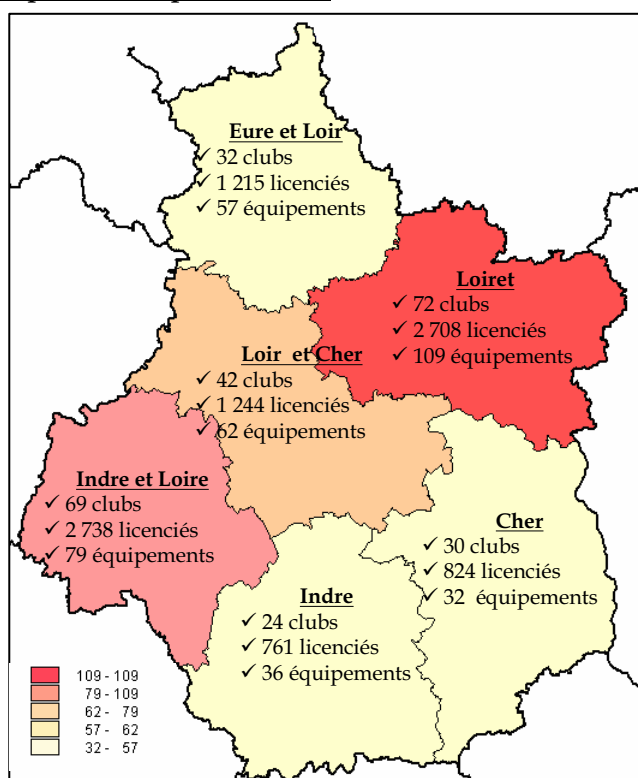 Eure et Loir
✓ 32 clubs
✓ 1 215 licenciés
✓ 57 équipements
Loiret
✓ 72 clubs
✓ 2 708 licenciés
✓ 109 équipements
Loir et Cher
✓ 42 clubs
✓ 1 244 licenciés
✓ 62 équipements
Indre et Loire
✓ 69 clubs
✓ 2 738 licenciés
✓ 79 équipements
Cher
✓ 30 clubs
✓ 824 licenciés
✓ 32 équipements
Indre
✓ 24 clubs
✓ 761 licenciés
✓ 36 équipements
109 - 109
79 - 109
62 - 79
57 - 62
32 - 57